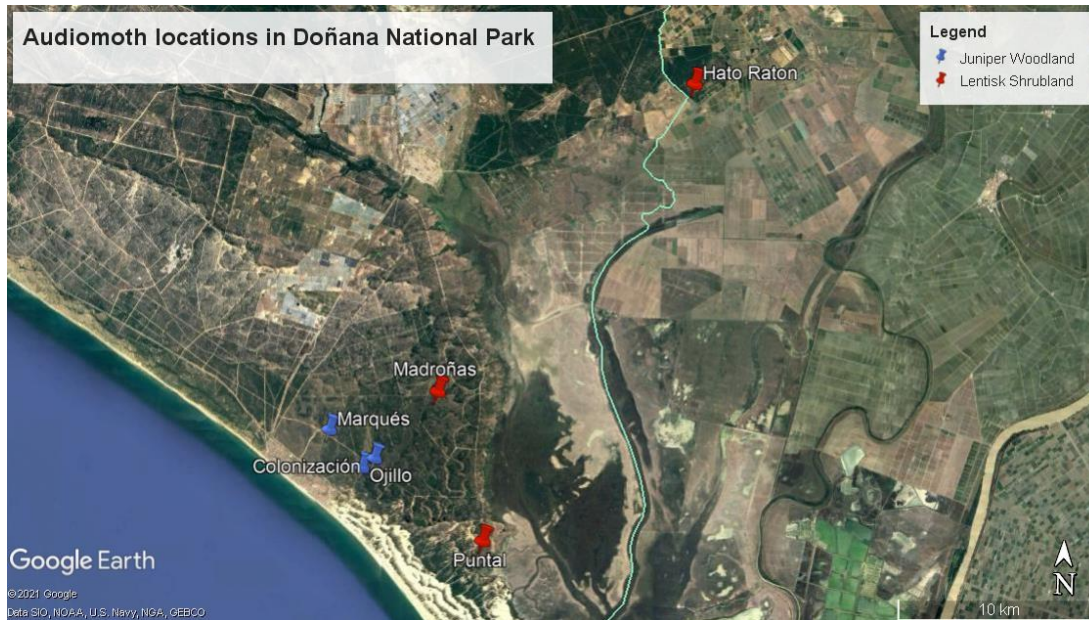 Audiomoth locations in Doñana National Park
Legend
Juniper Woodland
Lentisk Shrubland
Hato Raton
Madroñas
Marqués
Colonización
Ojillo
Puntal
Google Earth
©2021 Google
Data SIO, NOAA, U.S. Navy, NGA, GEBCO
N
10 km